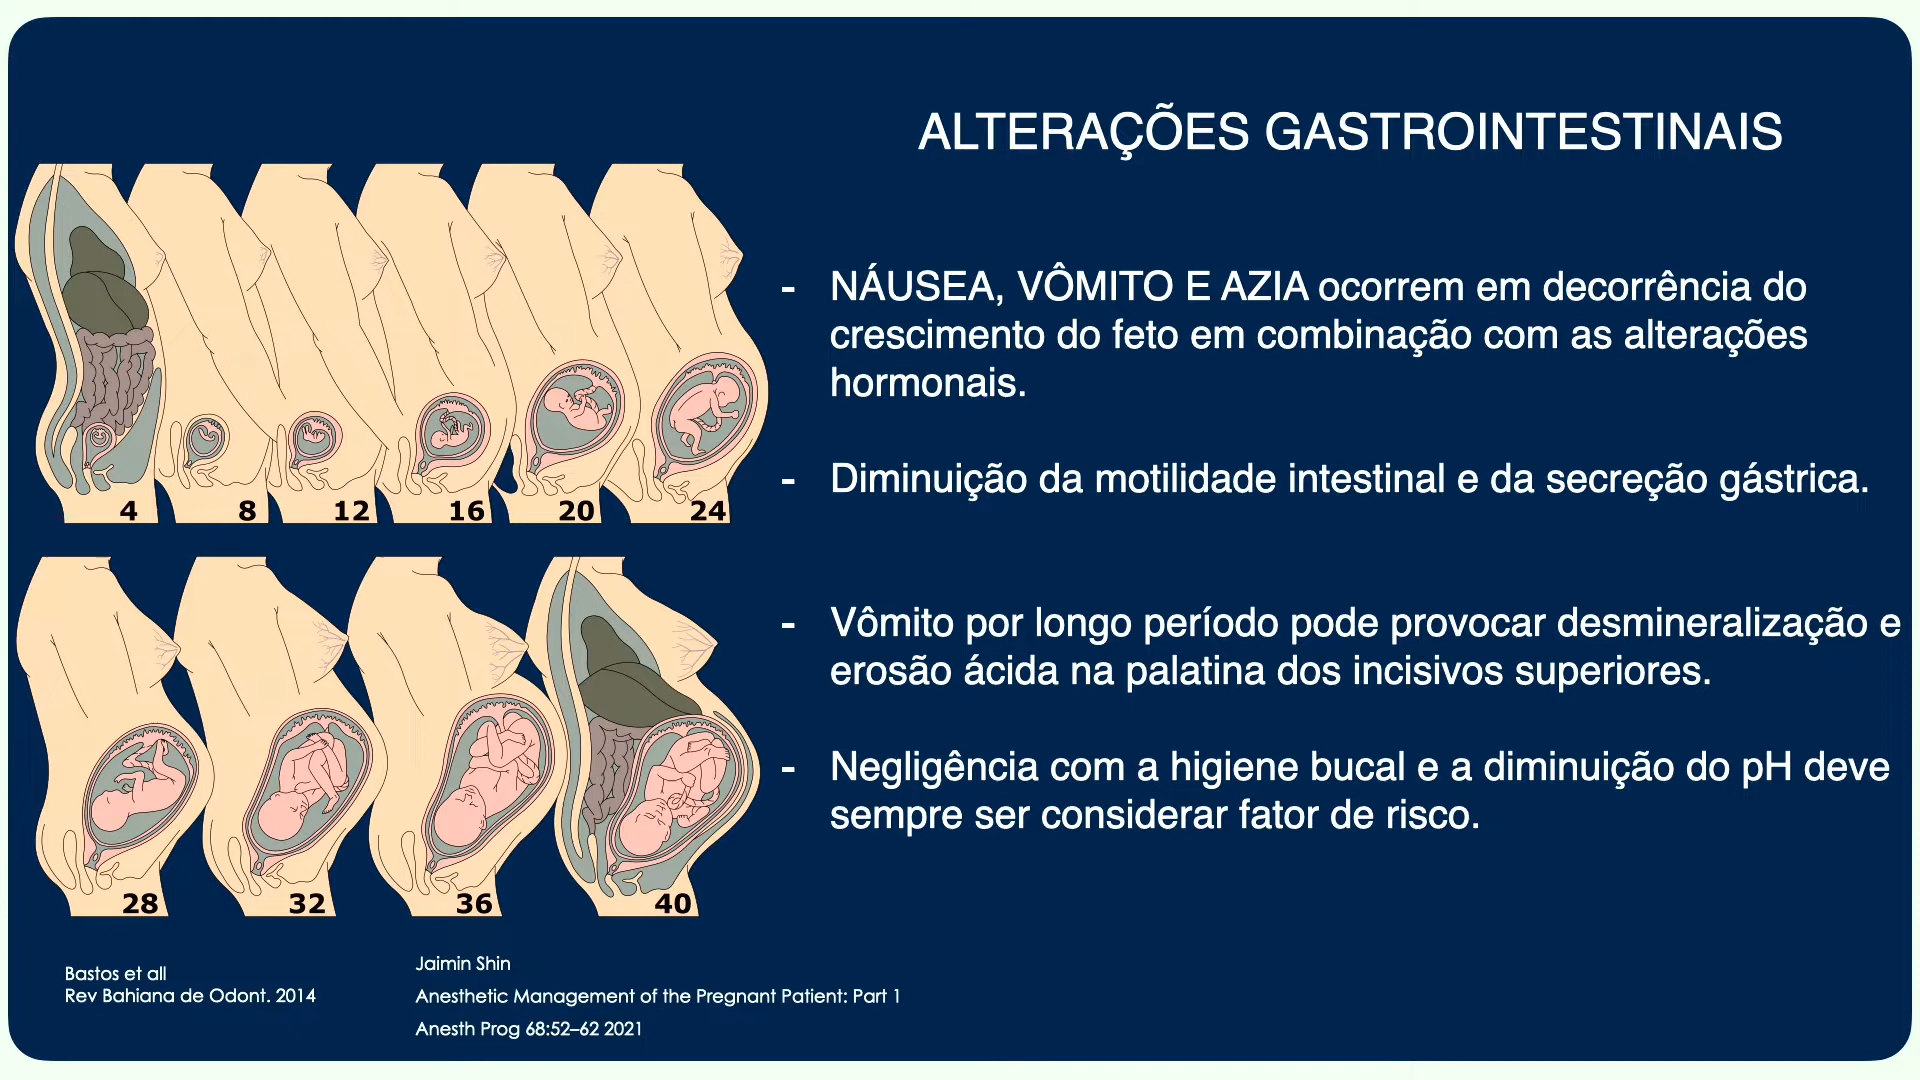 ALTERAÇÕES GASTROINTESTINAIS
- NÁUSEA, VÔMITO E AZIA ocorrem em decorrência do
crescimento do feto em combinação com as alterações
hormonais.
- Diminuição da motilidade intestinal e da secreção gástrica.
- Vômito por longo período pode provocar desmineralização e
erosão ácida na palatina dos incisivos superiores.
- Negligência com a higiene bucal e a diminuição do pH deve
sempre ser considerar fator de risco.
4 8 12 16 20 24
28 32 36 40
Bastos et all
Rev Bahiana de Odont. 2014
Jaimin Shin
Anesthetic Management of the Pregnant Patient: Part 1
Anesth Prog 68:52–62 2021